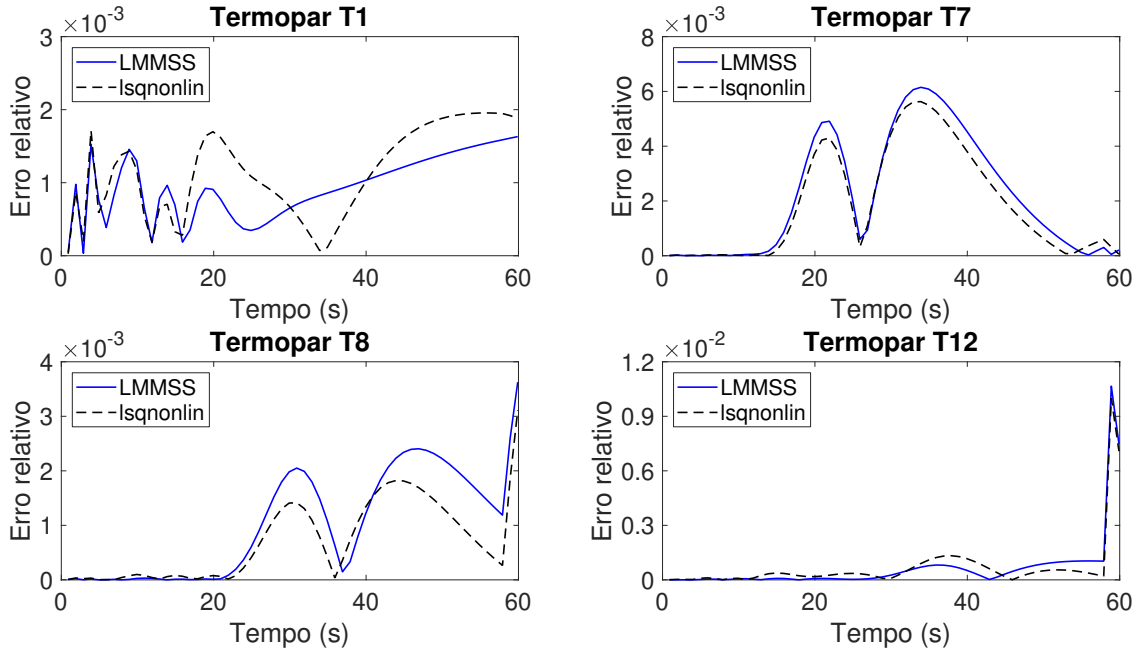 Termopar T1
×10⁻³
3
2
1
0
Erro relativo
LMMSS
lsqnonlin
0 20 40 60
Tempo (s)
Termopar T7
×10⁻³
8
6
4
2
0
Erro relativo
LMMSS
lsqnonlin
0 20 40 60
Tempo (s)
Termopar T8
×10⁻³
4
3
2
1
0
Erro relativo
LMMSS
lsqnonlin
0 20 40 60
Tempo (s)
Termopar T12
×10⁻²
1.2
0.9
0.6
0.3
0
Erro relativo
LMMSS
lsqnonlin
0 20 40 60
Tempo (s)